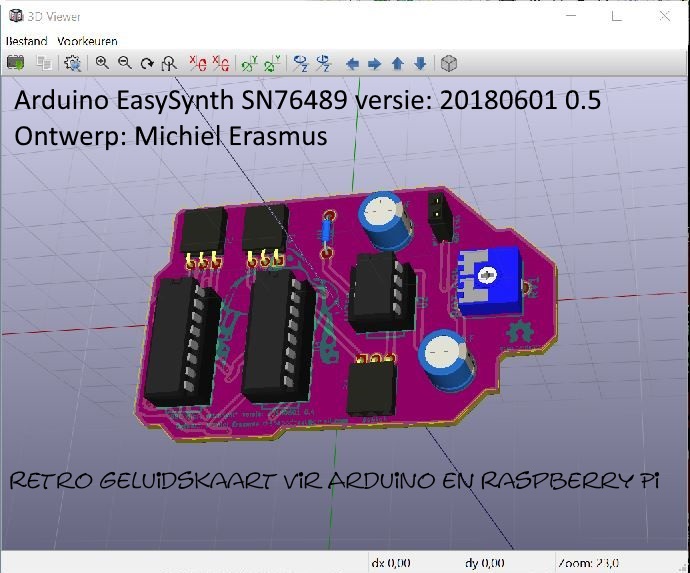 3D Viewer
Bestand Voorkeuren
Arduino EasySynth SN76489 versie: 20180601 0.5
Ontwerp: Michiel Erasmus
RETRO GELUIDSKAART VIR ARDUINO EN RASPBERRY PI
dx 0,00 dy 0,00 Zoom: 23,0